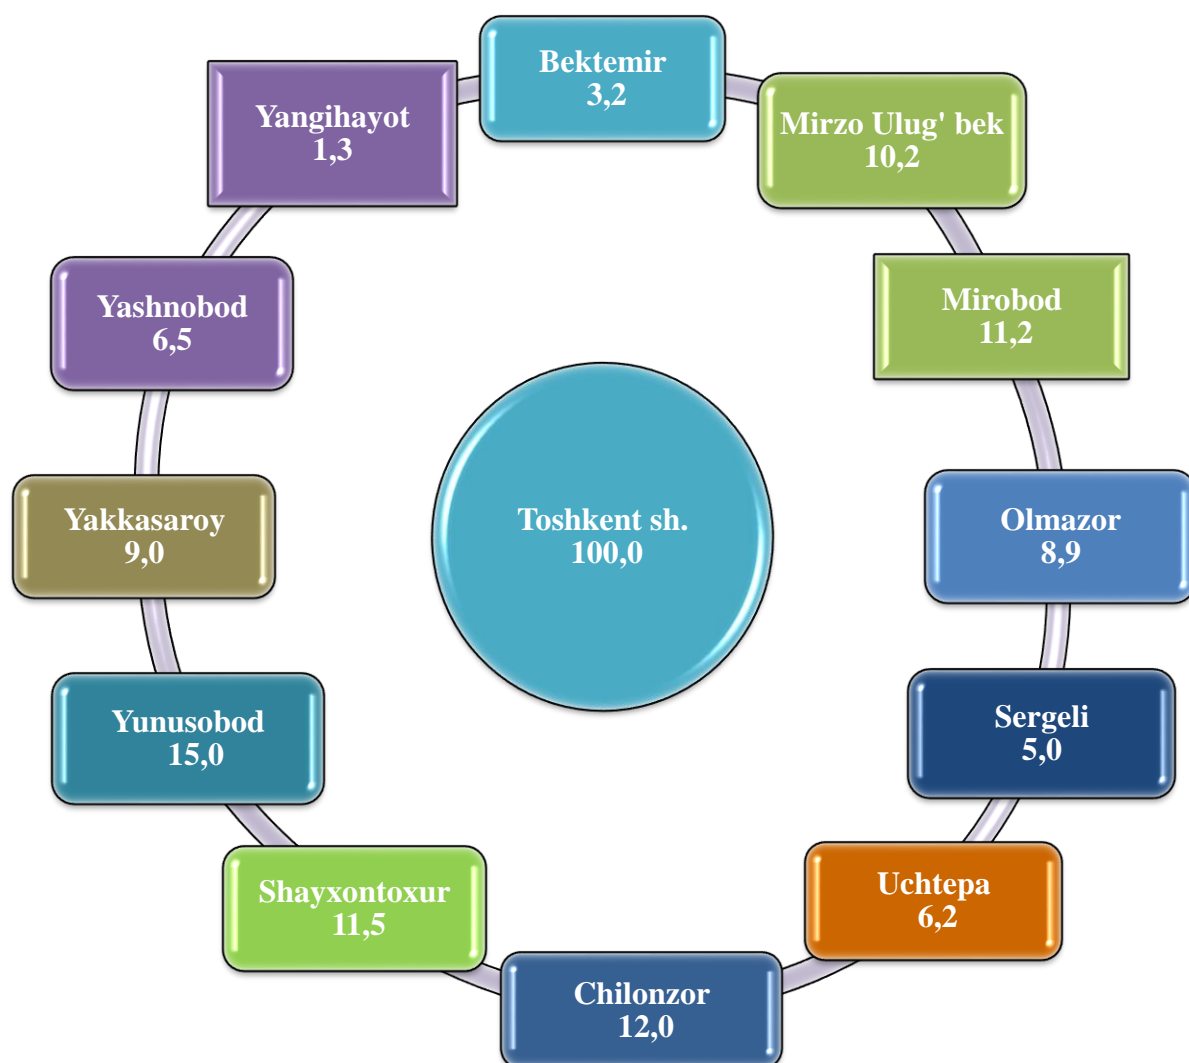 Bektemir
3,2
Mirzo Ulug' bek
10,2
Mirobod
11,2
Olmazor
8,9
Sergeli
5,0
Uchtepa
6,2
Chilonzor
12,0
Shayxontoxur
11,5
Yunusobod
15,0
Yakkasaroy
9,0
Yashnobod
6,5
Yangihayot
1,3
Toshkent sh.
100,0